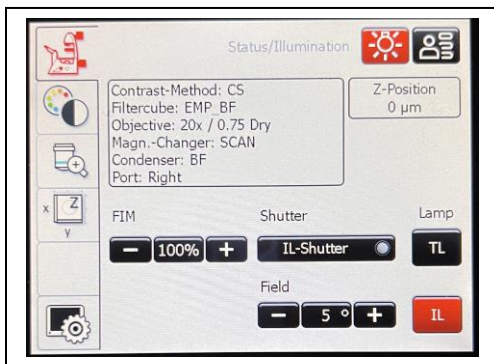 Status/Illumination
Contrast-Method: CS
Filtercube: EMP_BF
Objective: 20x / 0.75 Dry
Magn.-Changer: SCAN
Condenser: BF
Port: Right
Z-Position
0 µm
x Z
y
FIM Shutter Lamp
− 100% + IL-Shutter TL
Field
− 5 + IL